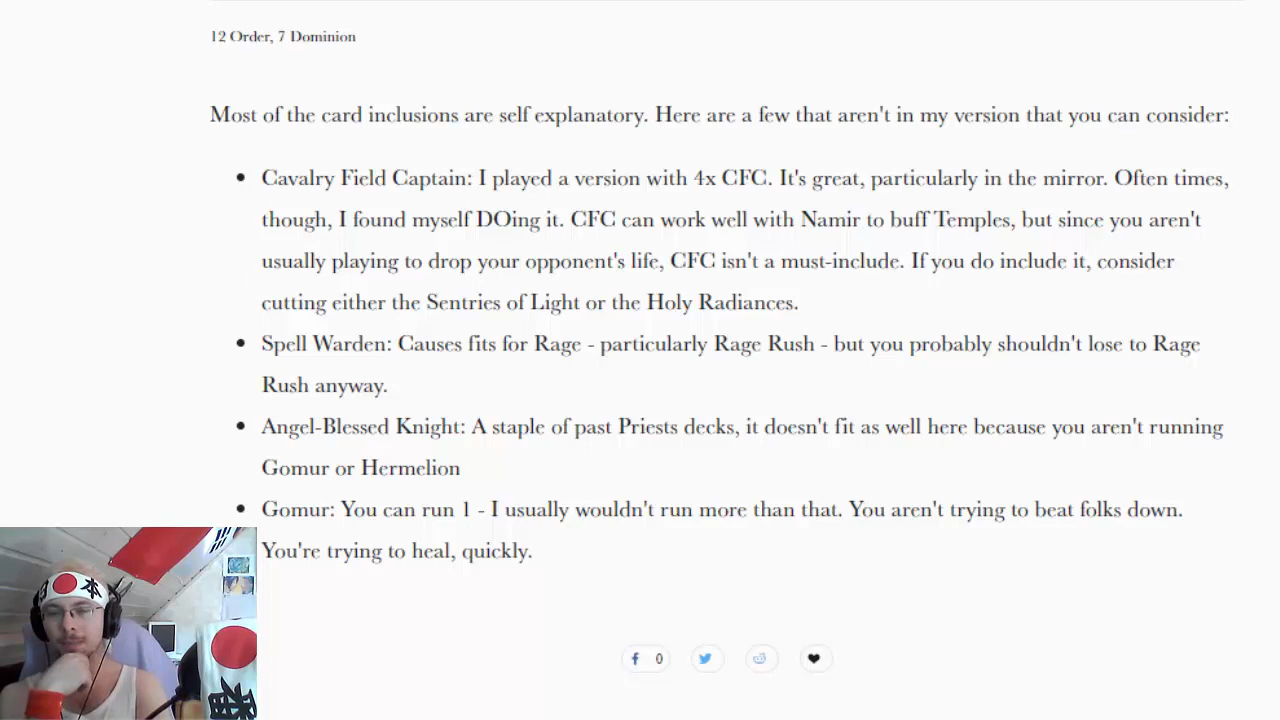 12 Order, 7 Dominion
Most of the card inclusions are self explanatory. Here are a few that aren't in my version that you can consider:
Cavalry Field Captain: I played a version with 4x CFC. It's great, particularly in the mirror. Often times,
though, I found myself DOing it. CFC can work well with Namir to buff Temples, but since you aren't
usually playing to drop your opponent's life, CFC isn't a must-include. If you do include it, consider
cutting either the Sentries of Light or the Holy Radiances.
Spell Warden: Causes fits for Rage - particularly Rage Rush - but you probably shouldn't lose to Rage
Rush anyway.
Angel-Blessed Knight: A staple of past Priests decks, it doesn't fit as well here because you aren't running
Gomur or Hermelion
Gomur: You can run 1 - I usually wouldn't run more than that. You aren't trying to beat folks down.
You're trying to heal, quickly.
0
本